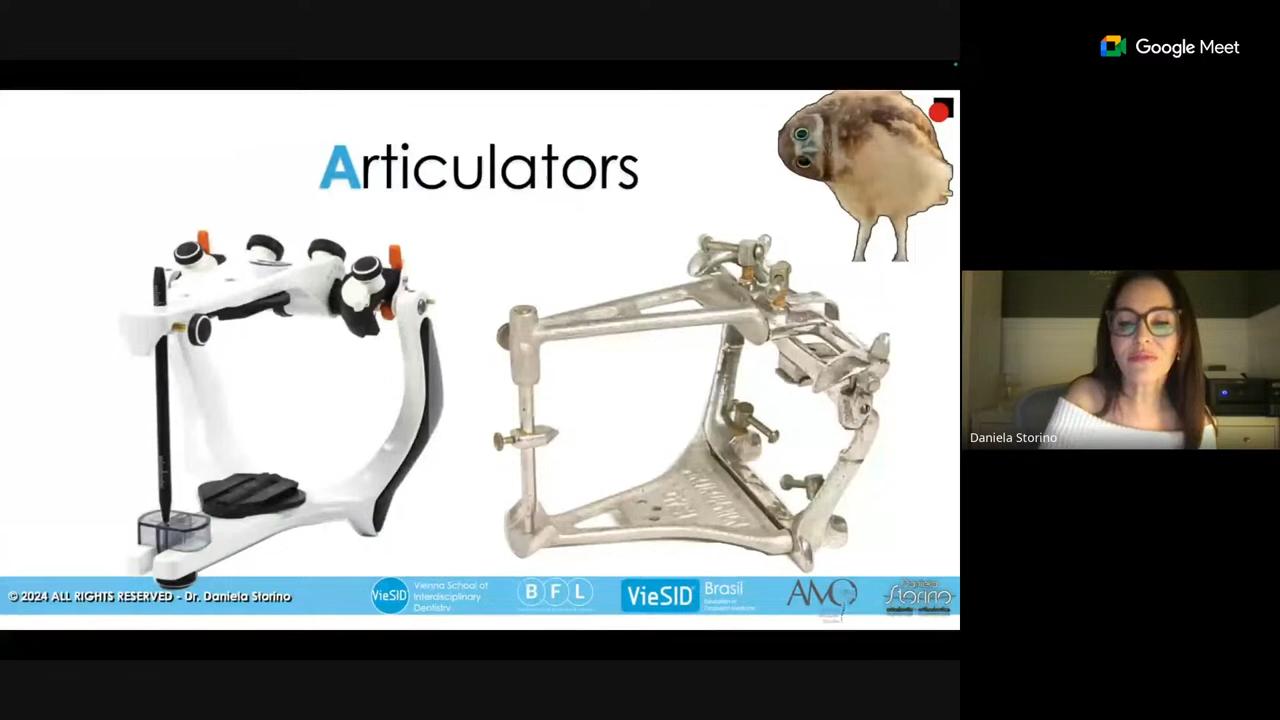 Google Meet
Articulators
Daniela Storino
© 2024 ALL RIGHTS RESERVED - Dr. Daniela Storino
VieSID
Vienna School of
Interdisciplinary
Dentistry
B F L
VieSID
Brasil
AMO
Daniela
Storino